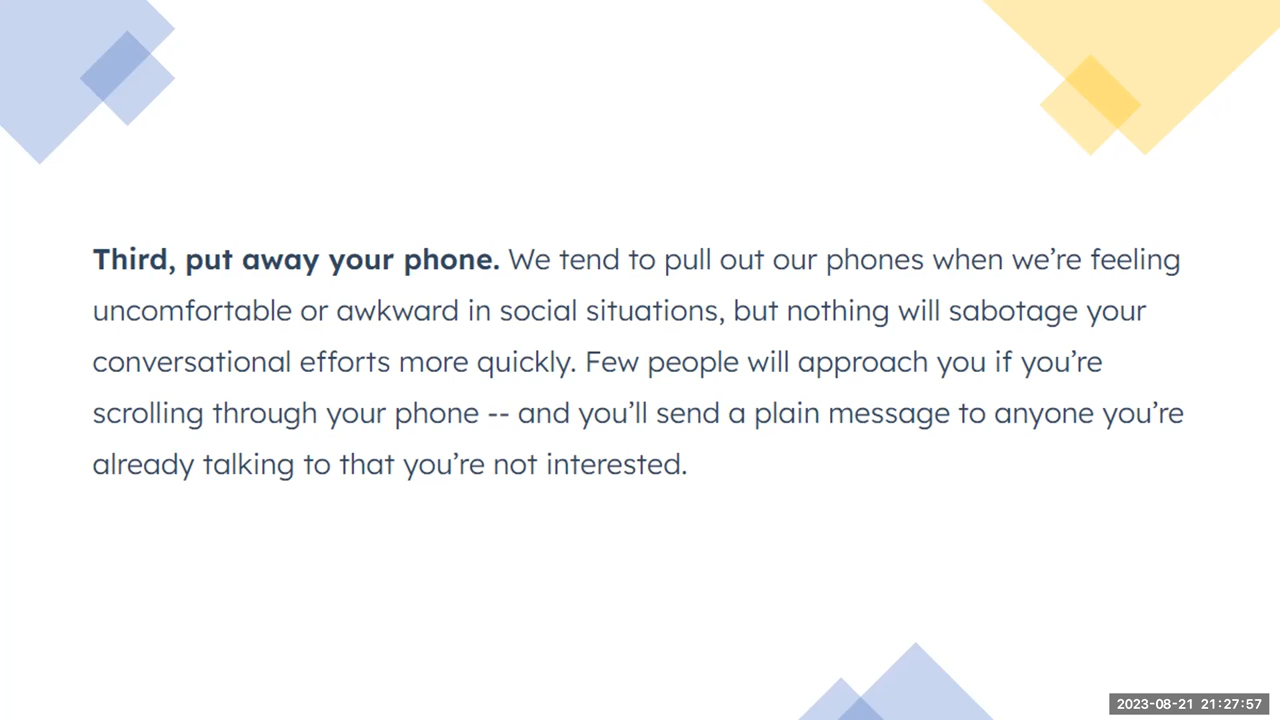 Third, put away your phone. We tend to pull out our phones when we’re feeling
uncomfortable or awkward in social situations, but nothing will sabotage your
conversational efforts more quickly. Few people will approach you if you’re
scrolling through your phone -- and you’ll send a plain message to anyone you’re
already talking to that you’re not interested.
2023-08-21 21:27:57